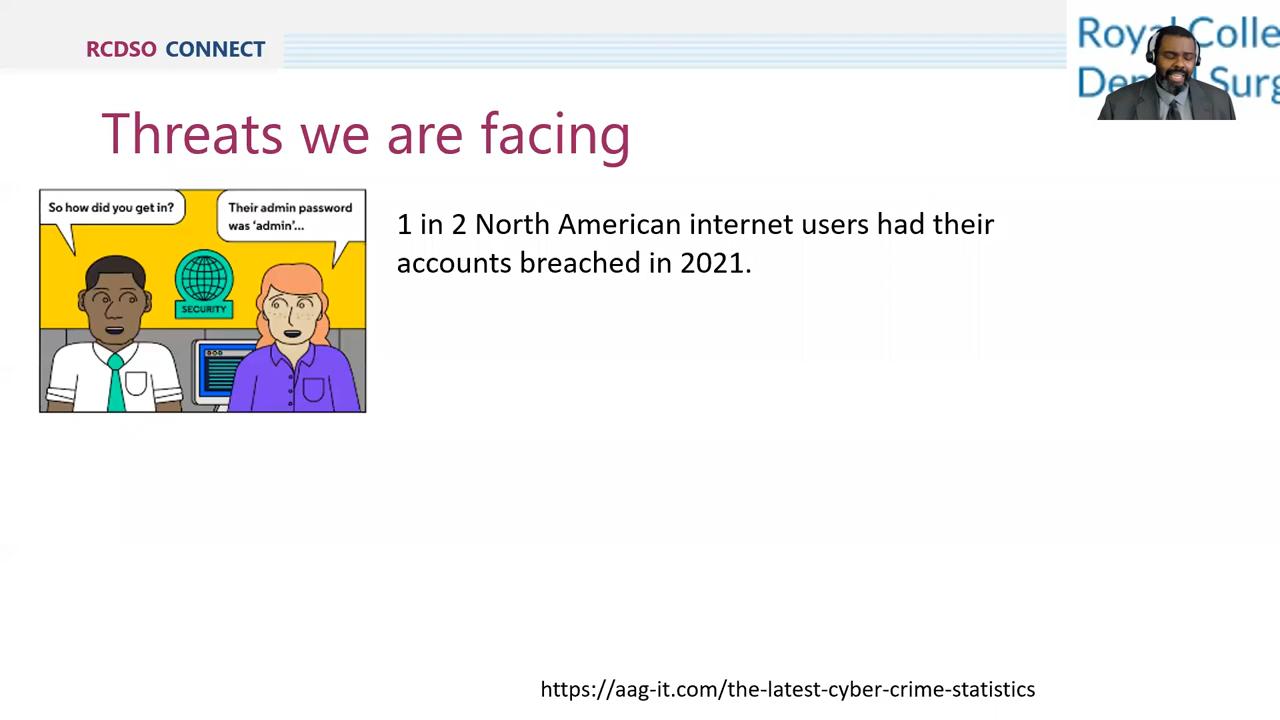 RCDSO CONNECT
Threats we are facing
So how did you get in?
Their admin password
was ‘admin’...
SECURITY
1 in 2 North American internet users had their
accounts breached in 2021.
https://aag-it.com/the-latest-cyber-crime-statistics